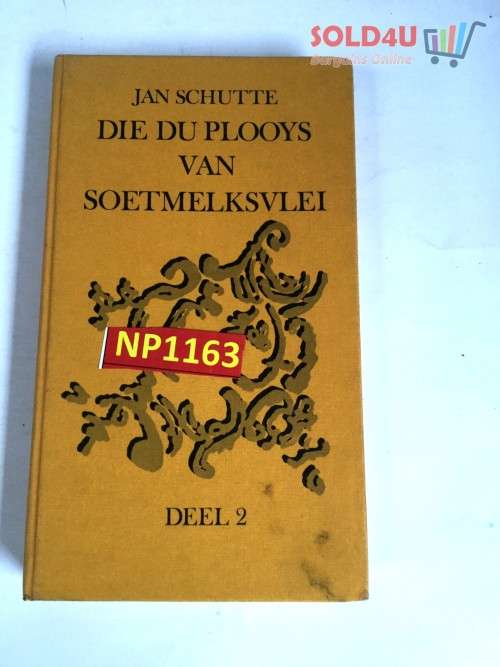 SOLD4U
Bargains Online
JAN SCHUTTE
DIE DU PLOOYS
VAN
SOETMELKSVLEI
NP1163
DEEL 2